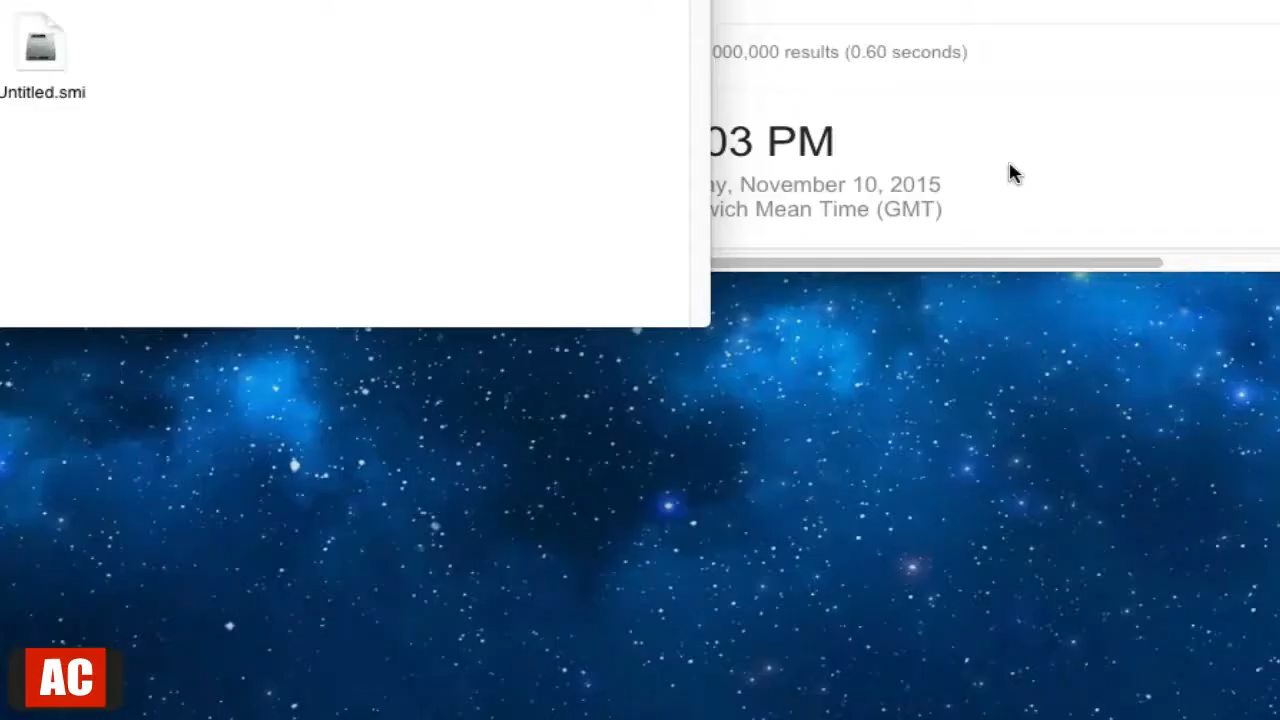 Untitled.smi
000,000 results (0.60 seconds)
03 PM
ay, November 10, 2015
wich Mean Time (GMT)
AC